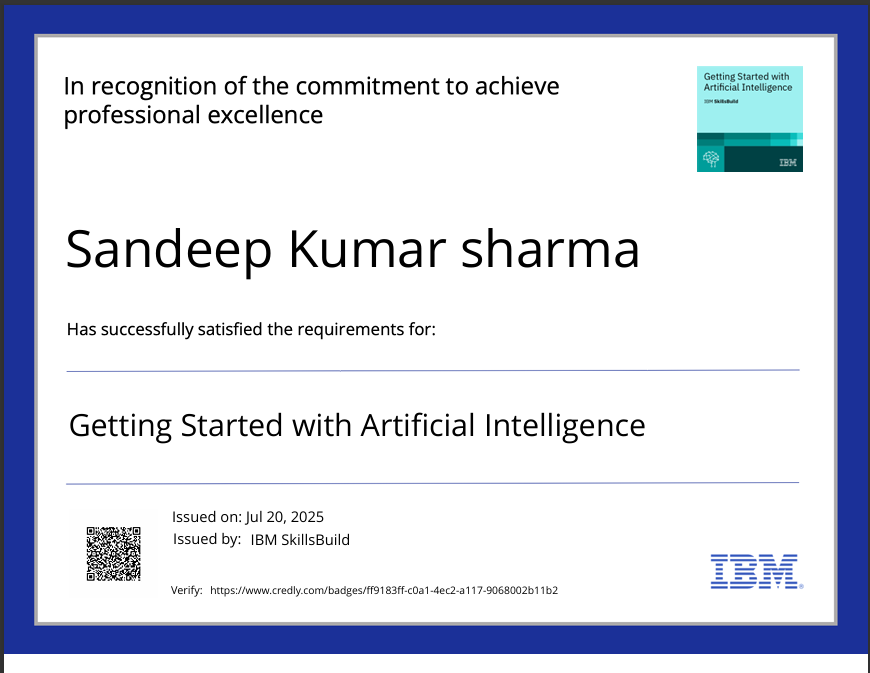 In recognition of the commitment to achieve
professional excellence
Getting Started with
Artificial Intelligence
IBM SkillsBuild
IBM
Sandeep Kumar sharma
Has successfully satisfied the requirements for:
Getting Started with Artificial Intelligence
Issued on: Jul 20, 2025
Issued by: IBM SkillsBuild
Verify: https://www.credly.com/badges/ff9183ff-c0a1-4ec2-a117-9068002b11b2
IBM®